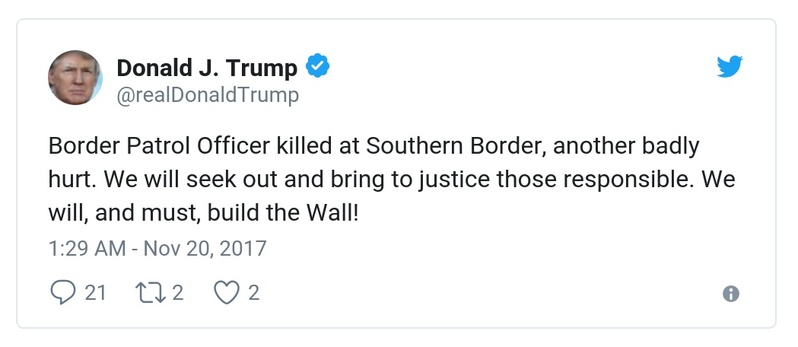 Donald J. Trump
@realDonaldTrump
Border Patrol Officer killed at Southern Border, another badly
hurt. We will seek out and bring to justice those responsible. We
will, and must, build the Wall!
1:29 AM - Nov 20, 2017
21 2 2